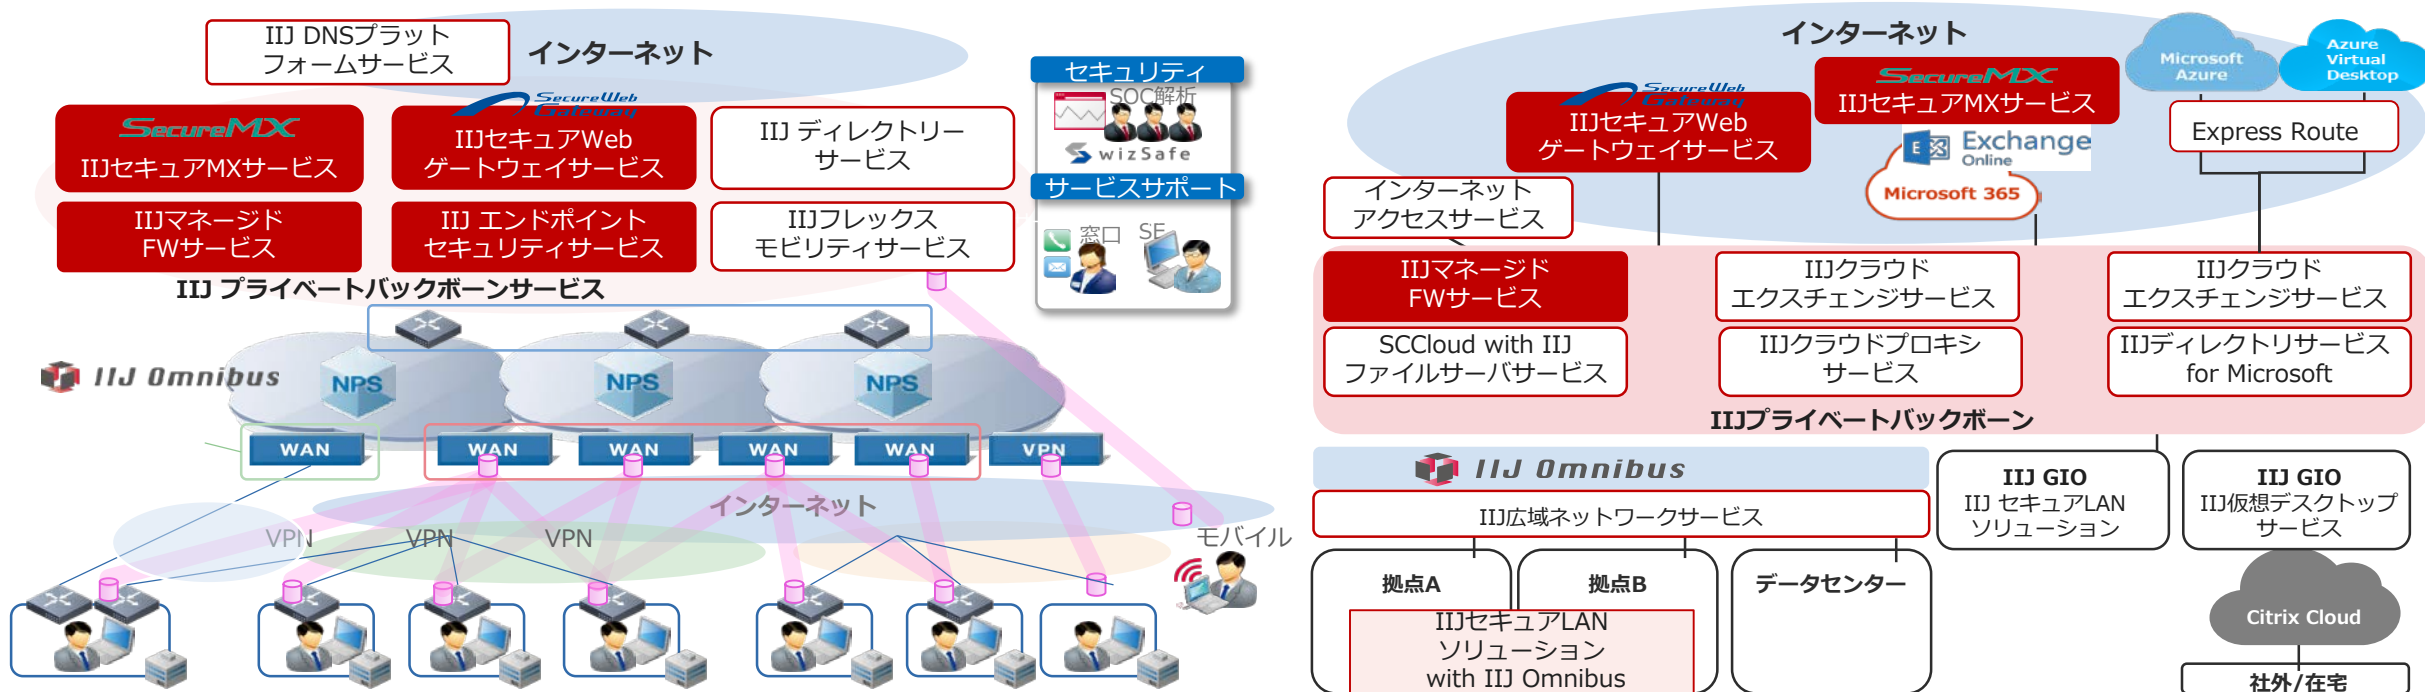 IIJ DNSプラット
フォームサービス
インターネット
SecureMX
IIJセキュアMXサービス
SecureWeb
Gateway
IIJセキュアWeb
ゲートウェイサービス
IIJ ディレクトリー
サービス
IIJマネージド
FWサービス
IIJ エンドポイント
セキュリティサービス
IIJフレックス
モビリティサービス
IIJ プライベートバックボーンサービス
セキュリティ
SOC解析
wizSafe
サービスサポート
窓口
SE
IIJ Omnibus
NPS
NPS
NPS
WAN
WAN
WAN
WAN
WAN
VPN
インターネット
VPN
VPN
VPN
モバイル
インターネット
SecureWeb
Gateway
IIJセキュアWeb
ゲートウェイサービス
SecureMX
IIJセキュアMXサービス
E
Exchange
Online
Microsoft 365
Microsoft
Azure
Azure
Virtual
Desktop
Express Route
インターネット
アクセスサービス
IIJマネージド
FWサービス
IIJクラウド
エクスチェンジサービス
IIJクラウド
エクスチェンジサービス
SCCloud with IIJ
ファイルサーバサービス
IIJクラウドプロキシ
サービス
IIJディレクトリサービス
for Microsoft
IIJプライベートバックボーン
IIJ Omnibus
IIJ広域ネットワークサービス
IIJ GIO
IIJ セキュアLAN
ソリューション
IIJ GIO
IIJ仮想デスクトップ
サービス
拠点A
拠点B
データセンター
IIJセキュアLAN
ソリューション
with IIJ Omnibus
Citrix Cloud
社外/在宅